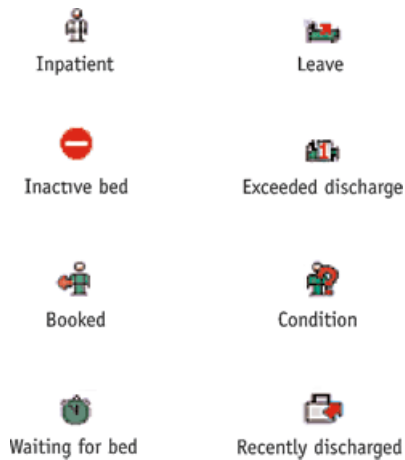 Inpatient
Leave
Inactive bed
Exceeded discharge
Booked
Condition
Waiting for bed
Recently discharged